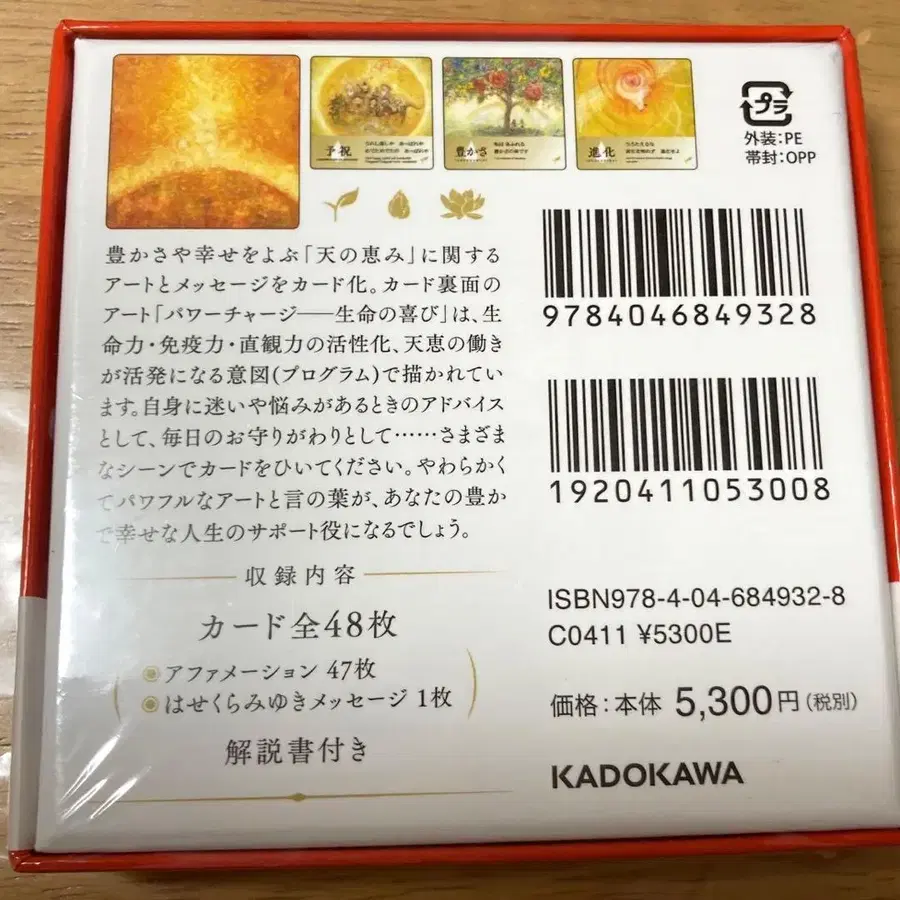 予祝
うれし楽しや あっぱれや
豊かさ
進化
プラ
外装:PE
帯封:OPP
豊かさや幸せをよぶ「天の恵み」に関する
アートとメッセージをカード化。カード裏面の
アート「パワーチャージ──生命の喜び」は、生
命力・免疫力・直観力の活性化、天恵の働き
が活発になる意図(プログラム)で描かれてい
ます。自身に迷いや悩みがあるときのアドバイス
として、毎日のお守りがわりとして……さまざま
なシーンでカードをひいてください。やわらかく
てパワフルなアートと言の葉が、あなたの豊か
で幸せな人生のサポート役になるでしょう。
収録内容
カード全48枚
アファメーション 47枚
はせくらみゆきメッセージ 1枚
解説書付き
9784046849328
1920411053008
ISBN978-4-04-684932-8
C0411 ¥5300E
価格:本体 5,300円(税別)
KADOKAWA